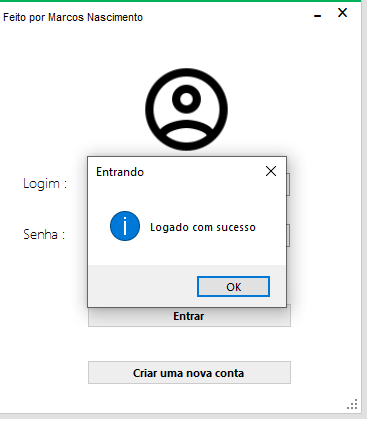 Feito por Marcos Nascimento
Entrando
Logim :
Logado com sucesso
Senha :
OK
Entrar
Criar uma nova conta